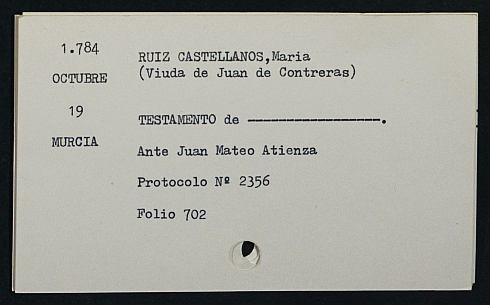 1.784
OCTUBRE
19
MURCIA
RUIZ CASTELLANOS,Maria
(Viuda de Juan de Contreras)
TESTAMENTO de -----------------.
Ante Juan Mateo Atienza
Protocolo Nº 2356
Folio 702